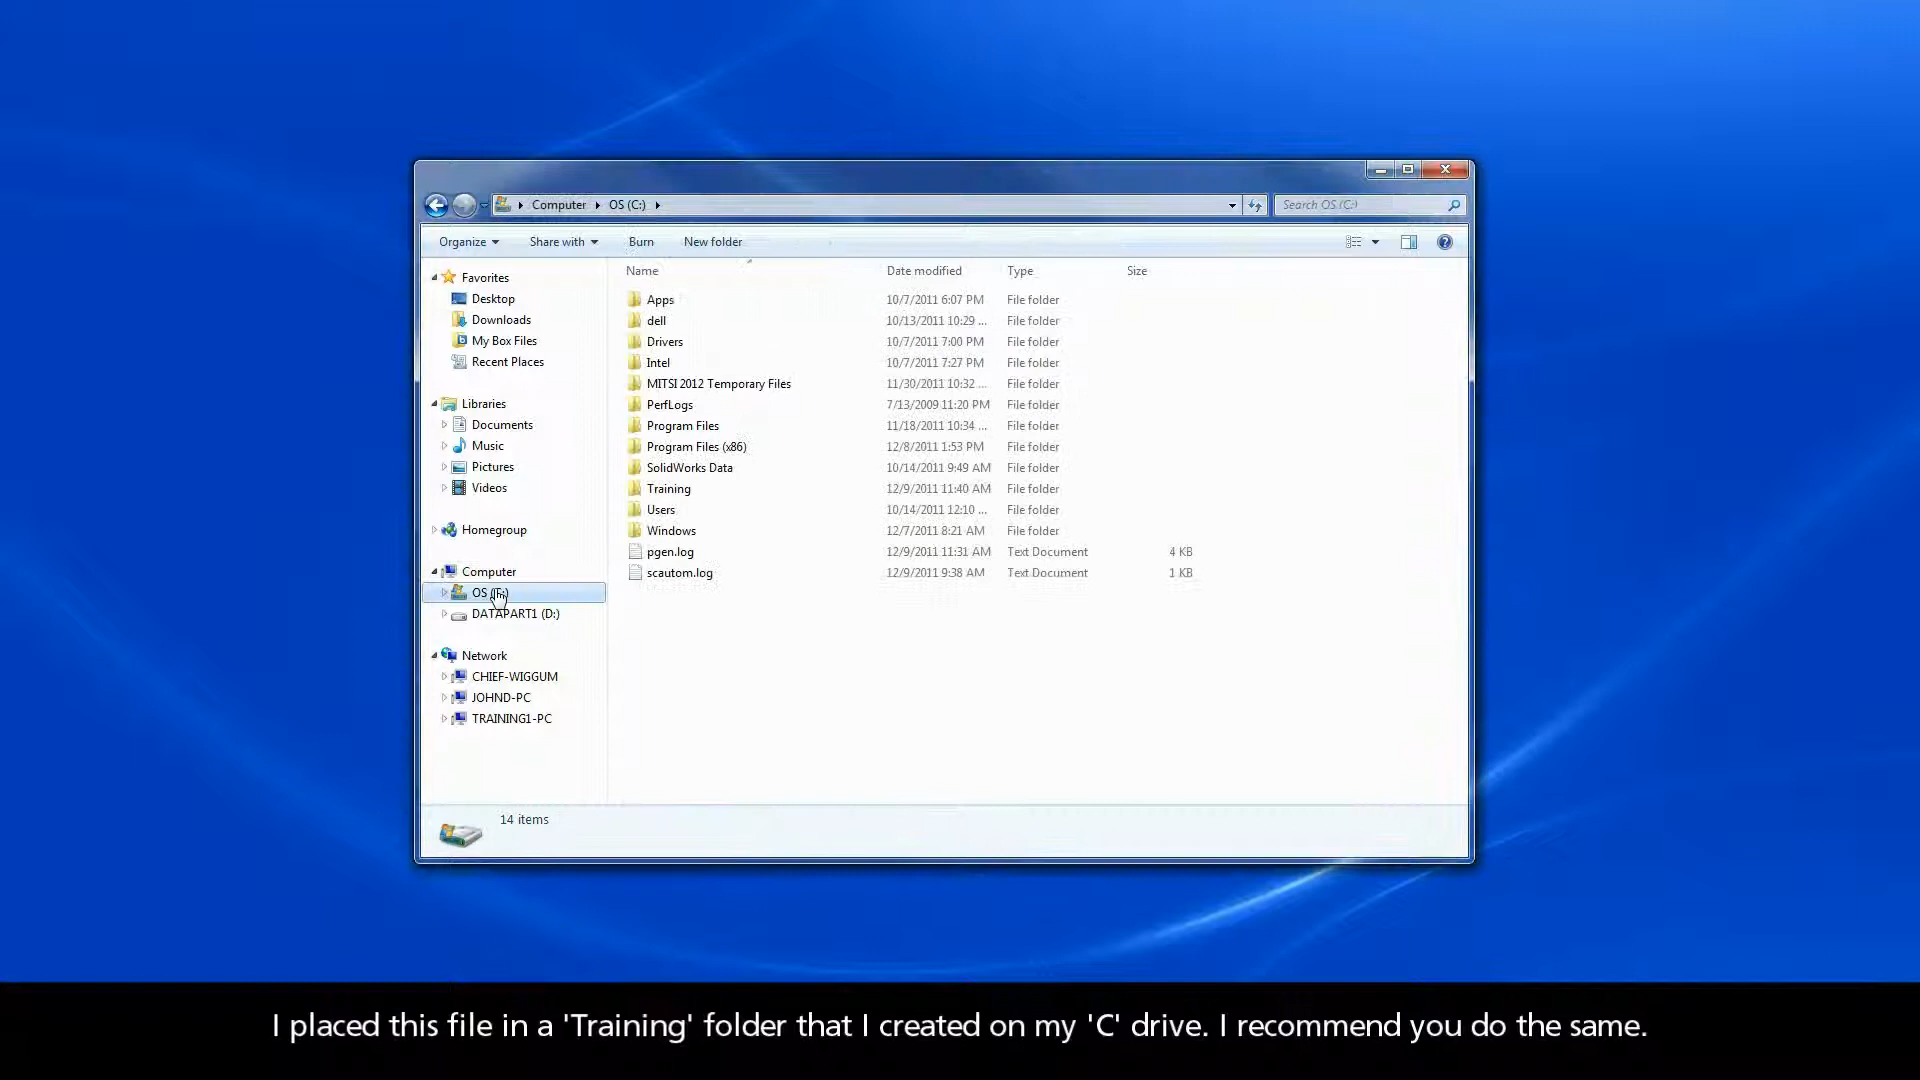 Computer OS (C:)
Search OS (C:)
Organize Share with Burn New folder
Name Date modified Type Size
Favorites
Desktop
Downloads
My Box Files
Recent Places
Libraries
Documents
Music
Pictures
Videos
Homegroup
Computer
OS
DATAPART1 (D:)
Network
CHIEF-WIGGUM
JOHND-PC
TRAINING1-PC
Apps 10/7/2011 6:07 PM File folder
dell 10/13/2011 10:29 ... File folder
Drivers 10/7/2011 7:00 PM File folder
Intel 10/7/2011 7:27 PM File folder
MITSI 2012 Temporary Files 11/30/2011 10:32 ... File folder
PerfLogs 7/13/2009 11:20 PM File folder
Program Files 11/18/2011 10:34 ... File folder
Program Files (x86) 12/8/2011 1:53 PM File folder
SolidWorks Data 10/14/2011 9:49 AM File folder
Training 12/9/2011 11:40 AM File folder
Users 10/14/2011 12:10 ... File folder
Windows 12/7/2011 8:21 AM File folder
pgen.log 12/9/2011 11:31 AM Text Document 4 KB
scautom.log 12/9/2011 9:38 AM Text Document 1 KB
14 items
I placed this file in a 'Training' folder that I created on my 'C' drive. I recommend you do the same.